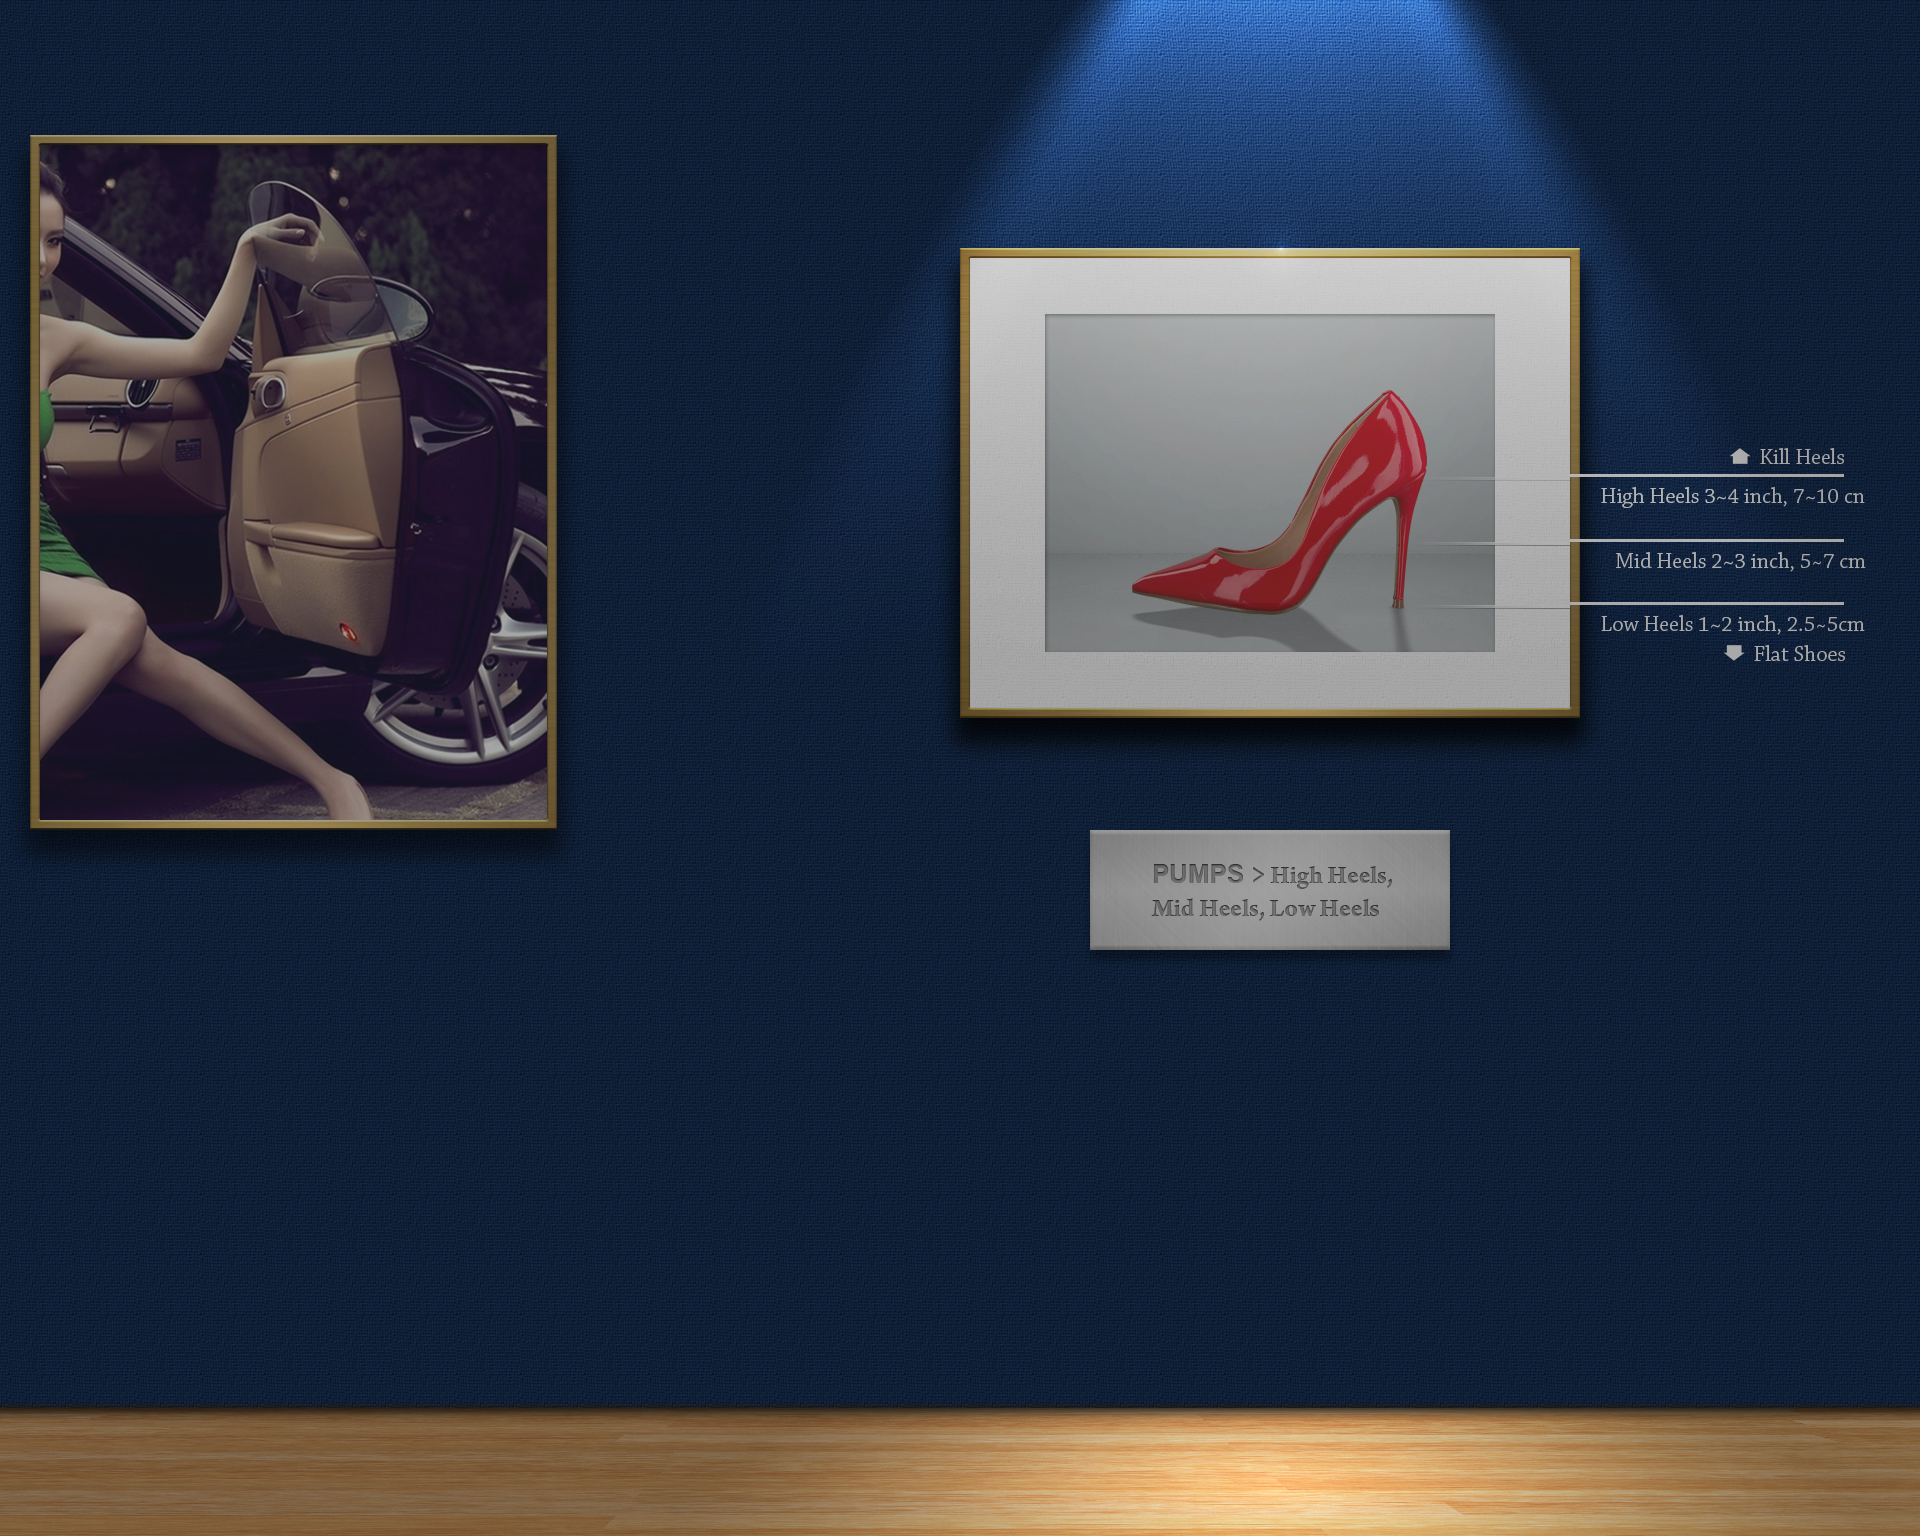 Kill Heels
High Heels 3~4 inch, 7~10 cn
Mid Heels 2~3 inch, 5~7 cm
Low Heels 1~2 inch, 2.5~5cm
Flat Shoes
PUMPS > High Heels,
Mid Heels, Low Heels